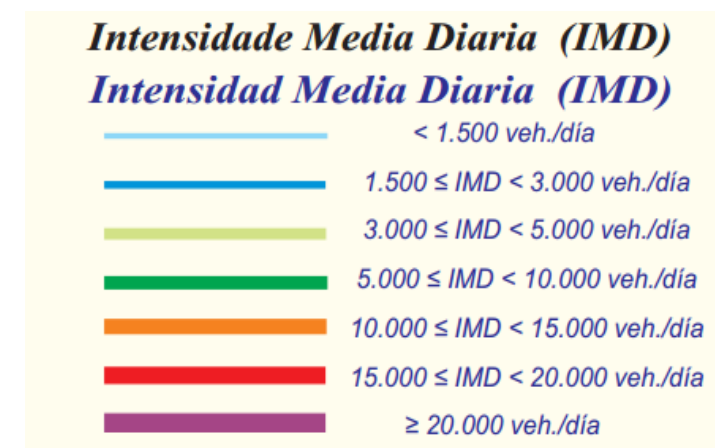 Intensidade Media Diaria (IMD)
Intensidad Media Diaria (IMD)
< 1.500 veh./día
1.500 ≤ IMD < 3.000 veh./día
3.000 ≤ IMD < 5.000 veh./día
5.000 ≤ IMD < 10.000 veh./día
10.000 ≤ IMD < 15.000 veh./día
15.000 ≤ IMD < 20.000 veh./día
≥ 20.000 veh./día